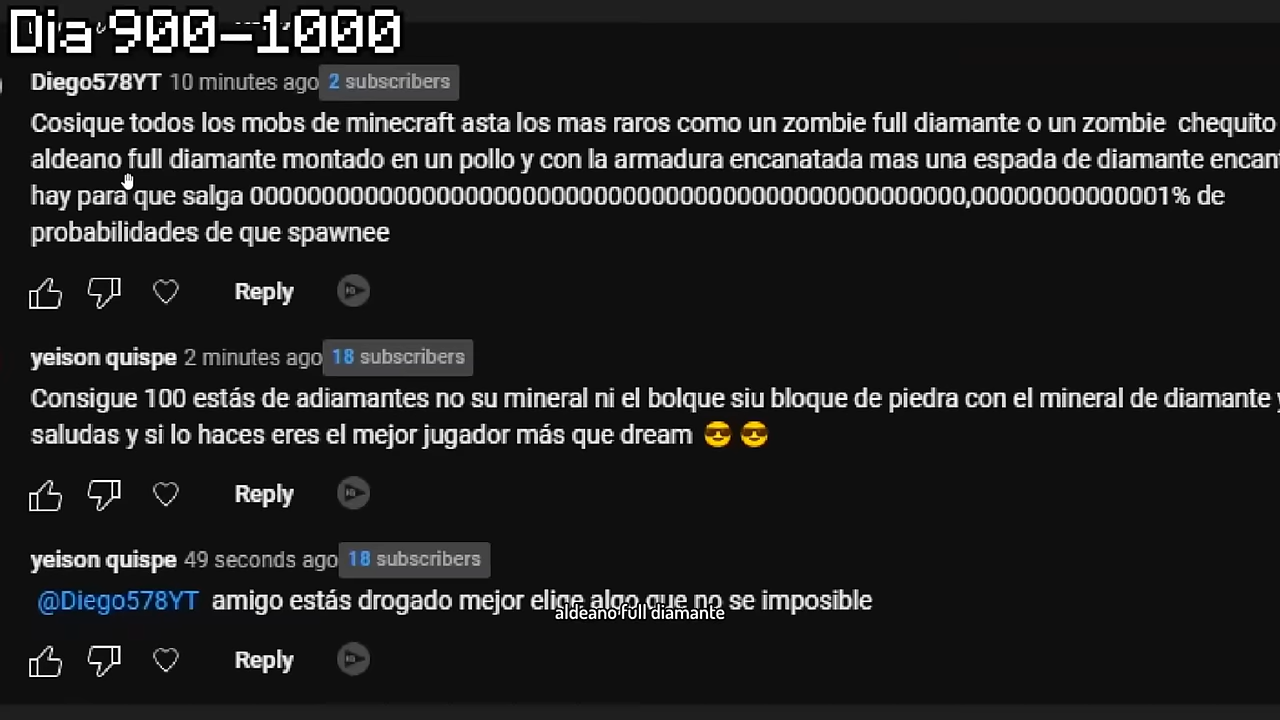 Dia 900-1000
Diego578YT 10 minutes ago 2 subscribers
Cosique todos los mobs de minecraft asta los mas raros como un zombie full diamante o un zombie chequito
aldeano full diamante montado en un pollo y con la armadura encanatada mas una espada de diamante encant
hay para que salga 00000000000000000000000000000000000000000000000000,0000000000001% de
probabilidades de que spawnee
Reply
yeison quispe 2 minutes ago 18 subscribers
Consigue 100 estás de adiamantes no su mineral ni el bolque siu bloque de piedra con el mineral de diamante y
saludas y si lo haces eres el mejor jugador más que dream 😎 😎
Reply
yeison quispe 49 seconds ago 18 subscribers
@Diego578YT amigo estás drogado mejor elige algo que no se imposible
aldeano full diamante
Reply